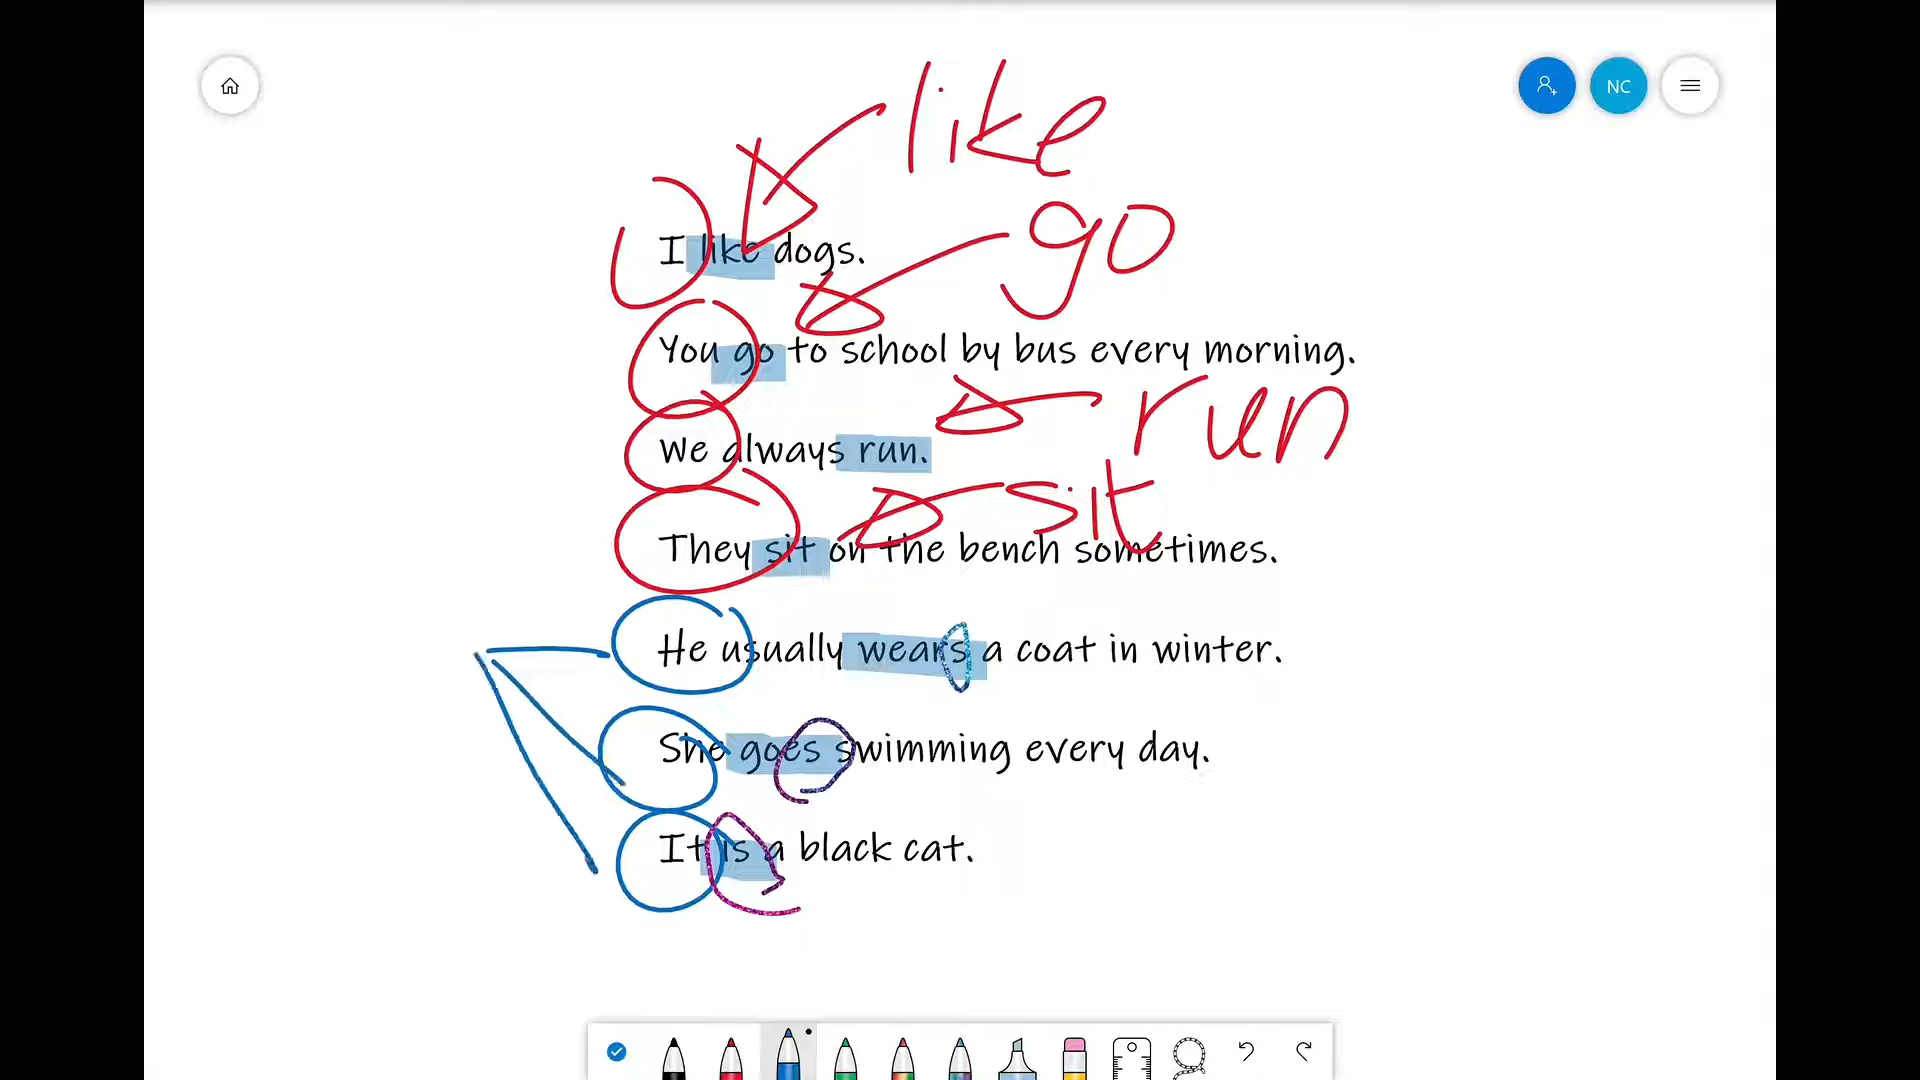 like
NC
go
I like dogs.
You go to school by bus every morning.
run
We always run.
sit
They sit on the bench sometimes.
He usually wears a coat in winter.
She goes swimming every day.
It is a black cat.